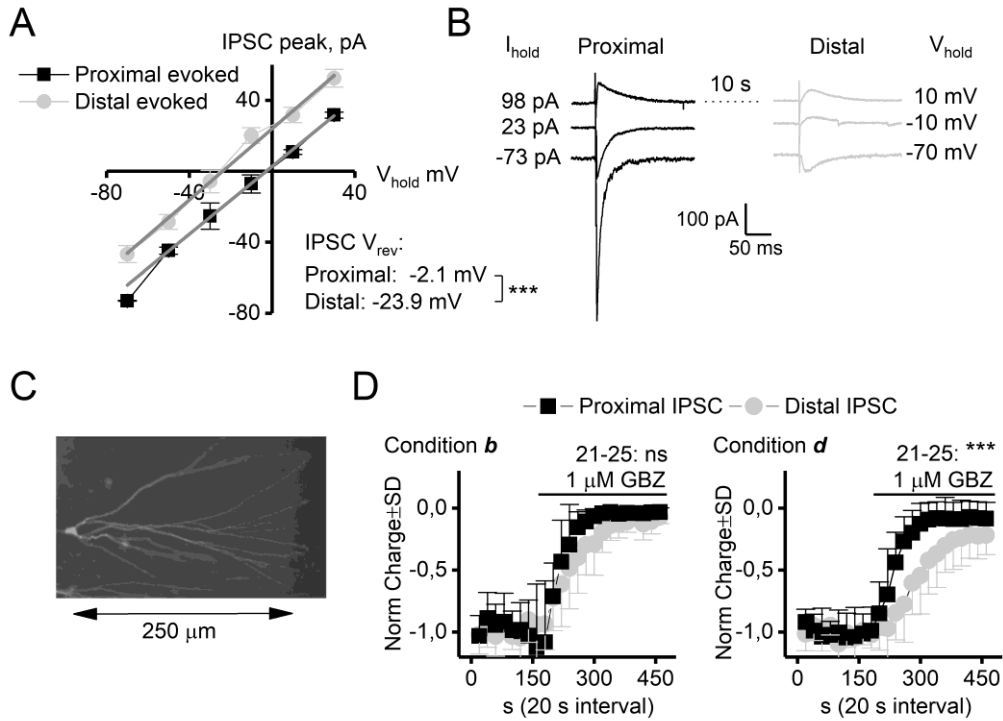 A
IPSC peak, pA
Proximal evoked
Distal evoked
40
-80
-40
40
V_hold mV
-40
-80
IPSC V_rev:
Proximal: -2.1 mV
Distal: -23.9 mV
***
B
I_hold Proximal Distal V_hold
98 pA 10 s 10 mV
23 pA -10 mV
-73 pA -70 mV
100 pA
50 ms
C
250 μm
D
Proximal IPSC Distal IPSC
Condition b
21-25: ns
1 μM GBZ
Norm Charge±SD
0,0
-0,5
-1,0
0 150 300 450
s (20 s interval)
Condition d
21-25: ***
1 μM GBZ
Norm Charge±SD
0,0
-0,5
-1,0
0 150 300 450
s (20 s interval)